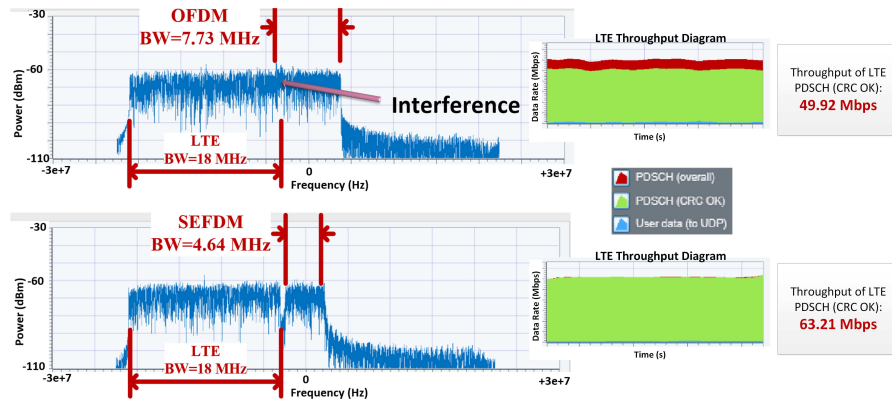 OFDM
BW=7.73 MHz
-30
-60
-110
Power (dBm)
Interference
LTE
BW=18 MHz
-3e+7
0
+3e+7
Frequency (Hz)
LTE Throughput Diagram
Data Rate (Mbps)
Time (s)
Throughput of LTE
PDSCH (CRC OK):
49.92 Mbps
PDSCH (overall)
PDSCH (CRC OK)
User data (to UDP)
SEFDM
BW=4.64 MHz
-30
-60
-110
Power (dBm)
LTE
BW=18 MHz
-3e+7
0
+3e+7
Frequency (Hz)
LTE Throughput Diagram
Data Rate (Mbps)
Time (s)
Throughput of LTE
PDSCH (CRC OK):
63.21 Mbps